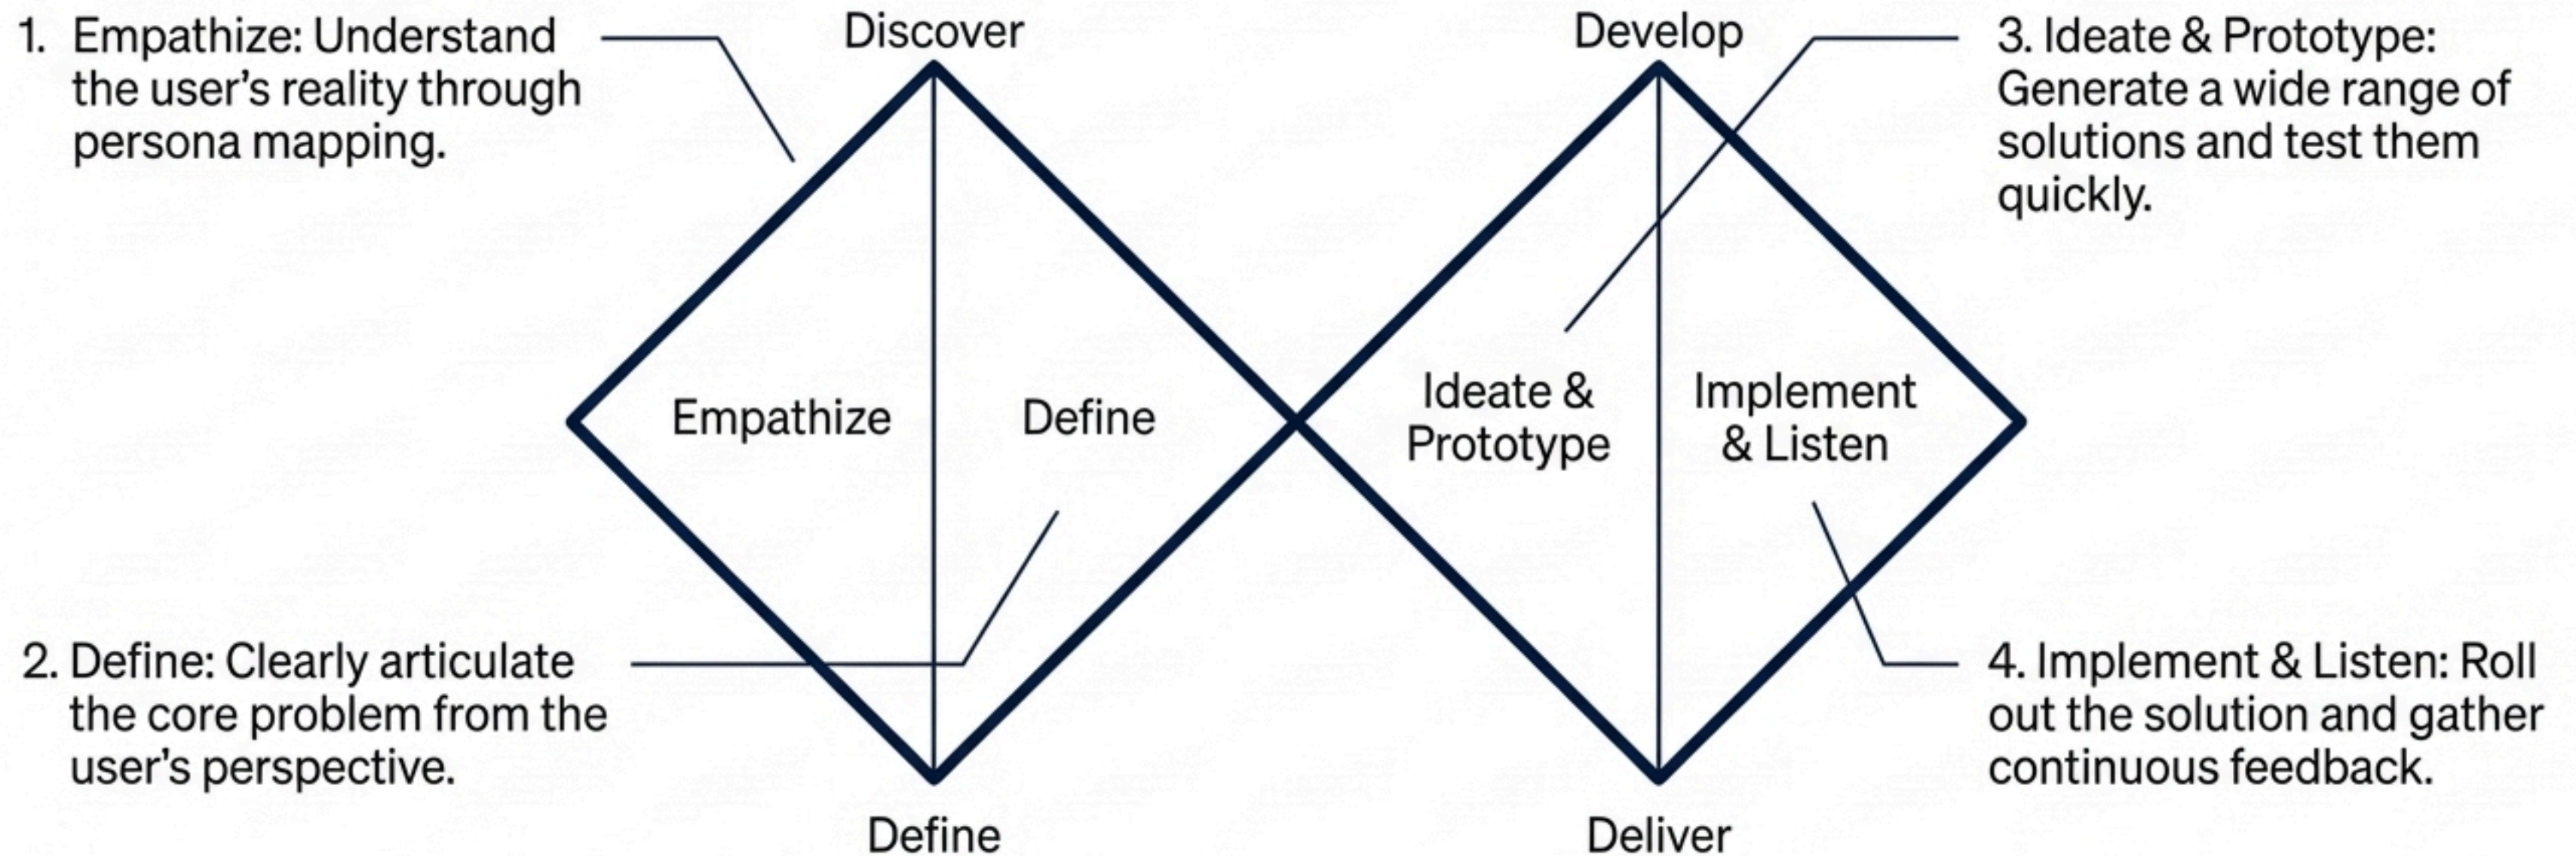 1. Empathize: Understand
the user's reality through
persona mapping.
Discover
Develop
3. Ideate & Prototype:
Generate a wide range of
solutions and test them
quickly.
Empathize
Define
Ideate &
Prototype
Implement
& Listen
2. Define: Clearly articulate
the core problem from the
user's perspective.
4. Implement & Listen: Roll
out the solution and gather
continuous feedback.
Define
Deliver